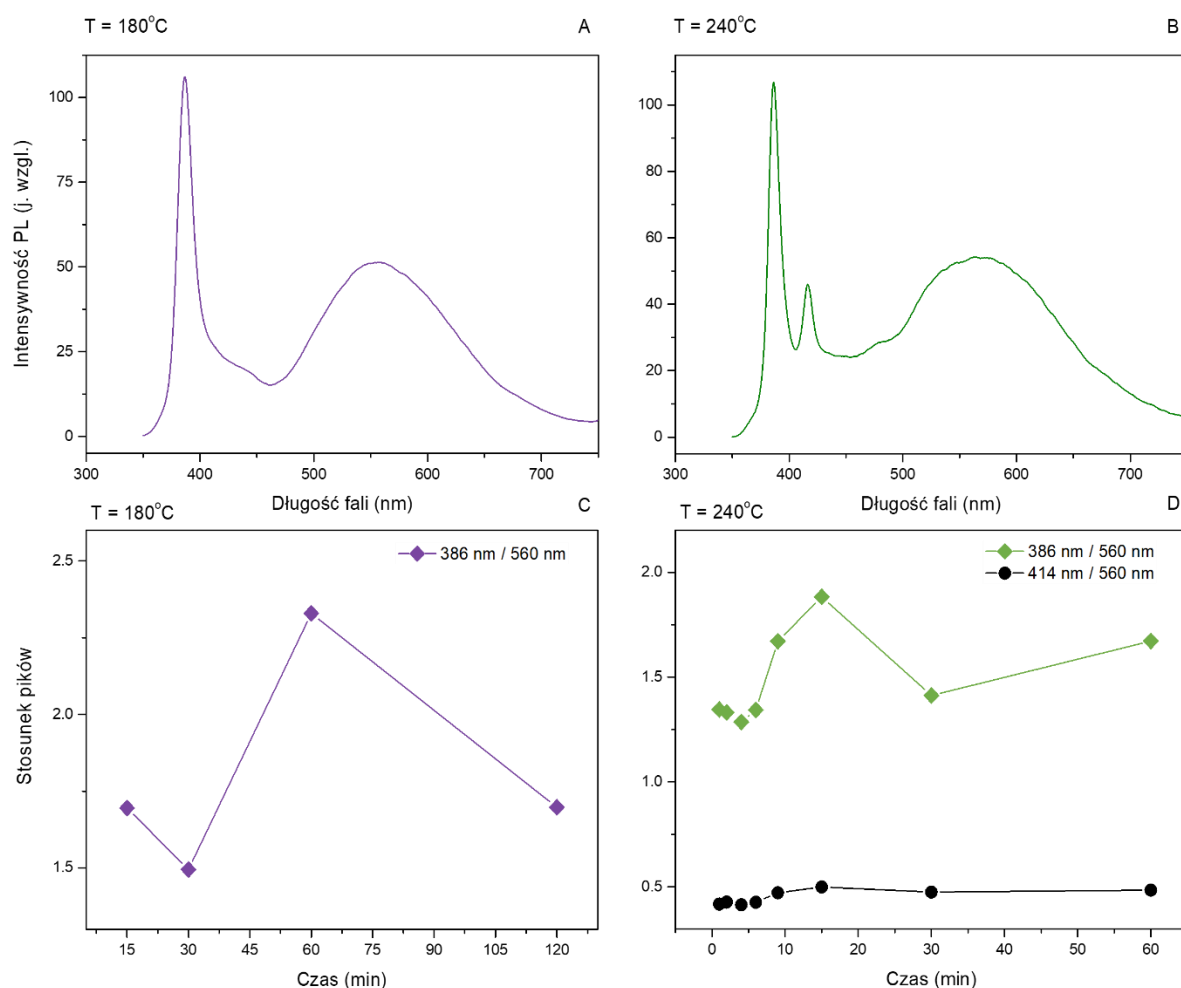 T = 180°C A
Intensywność PL (j. wzgl.)
100
75
50
25
0
300 400 500 600 700
Długość fali (nm)
T = 240°C B
100
80
60
40
20
0
300 400 500 600 700
Długość fali (nm)
T = 180°C C
386 nm / 560 nm
Stosunek pików
2.5
2.0
1.5
15 30 45 60 75 90 105 120
Czas (min)
T = 240°C D
386 nm / 560 nm
414 nm / 560 nm
2.0
1.5
1.0
0.5
0 10 20 30 40 50 60
Czas (min)